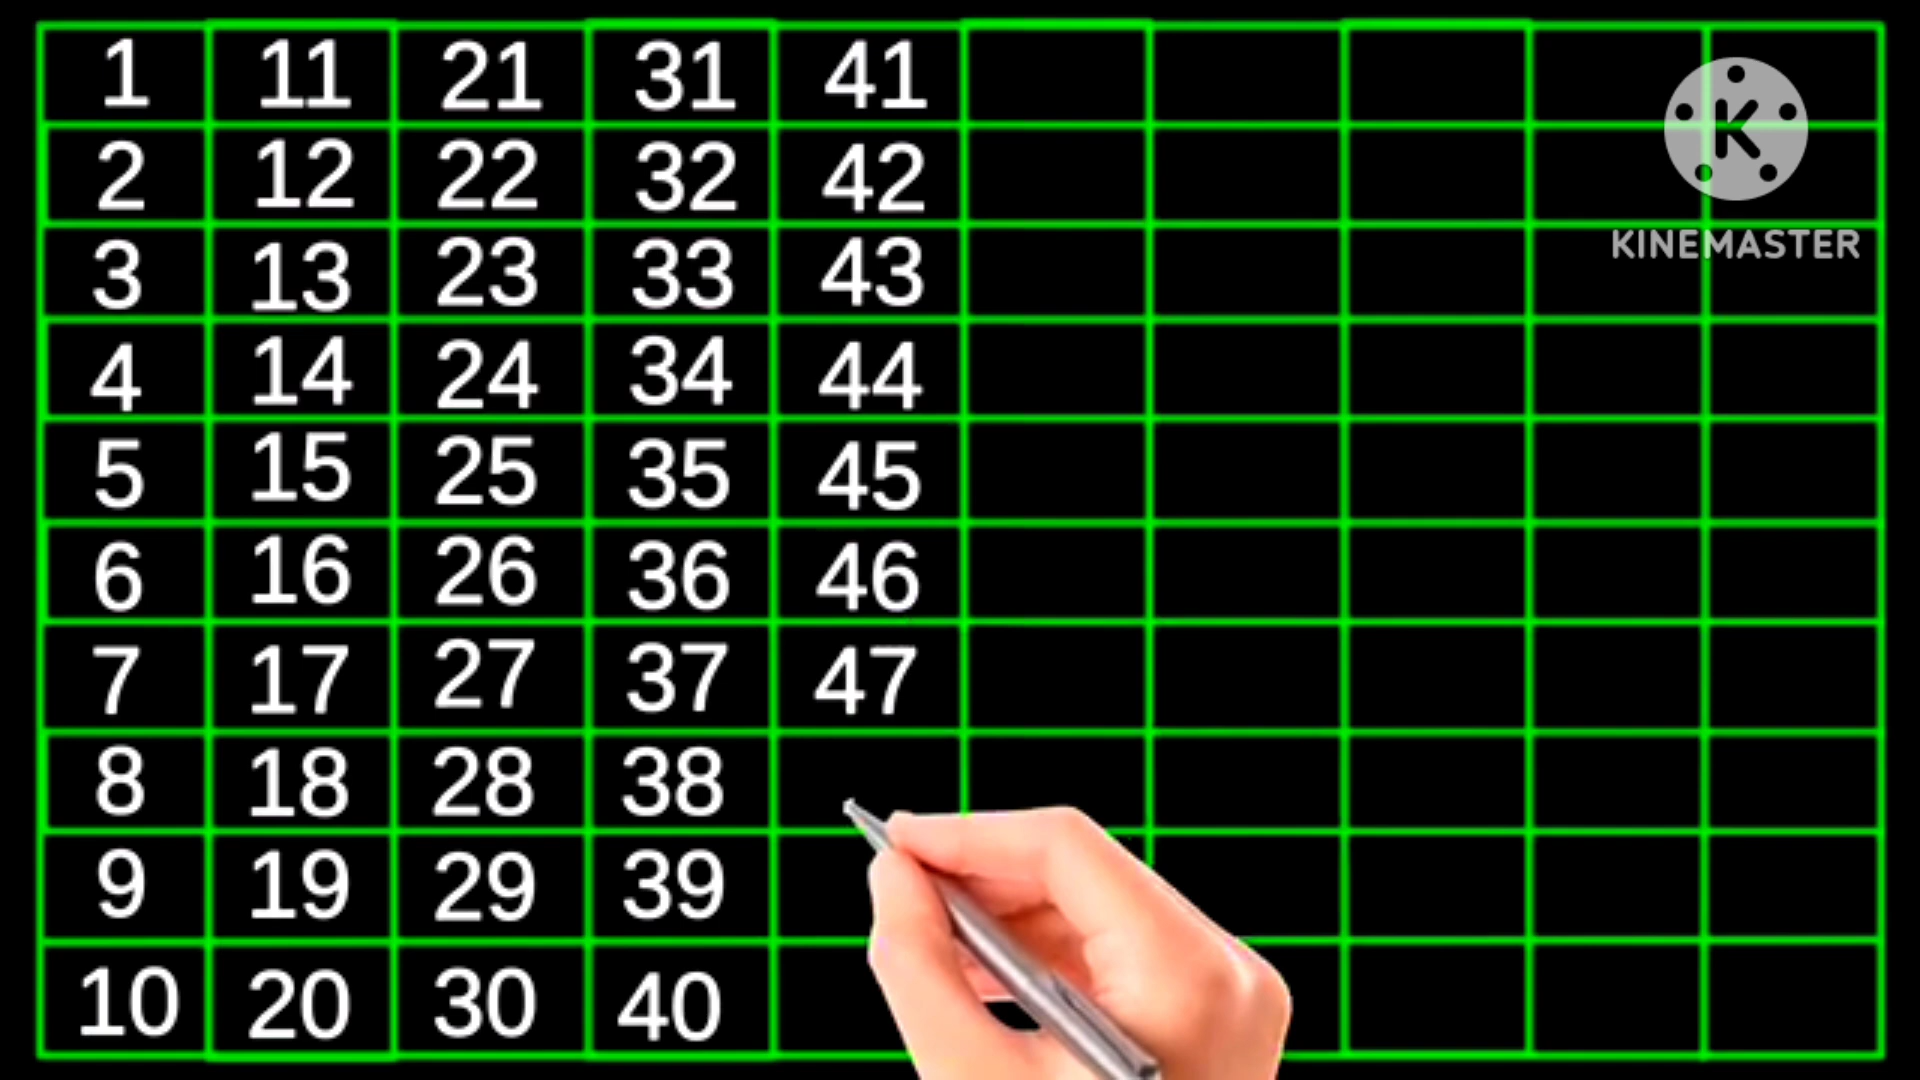 1 11 21 31 41
2 12 22 32 42
3 13 23 33 43
4 14 24 34 44
5 15 25 35 45
6 16 26 36 46
7 17 27 37 47
8 18 28 38
9 19 29 39
10 20 30 40
K
KINEMASTER